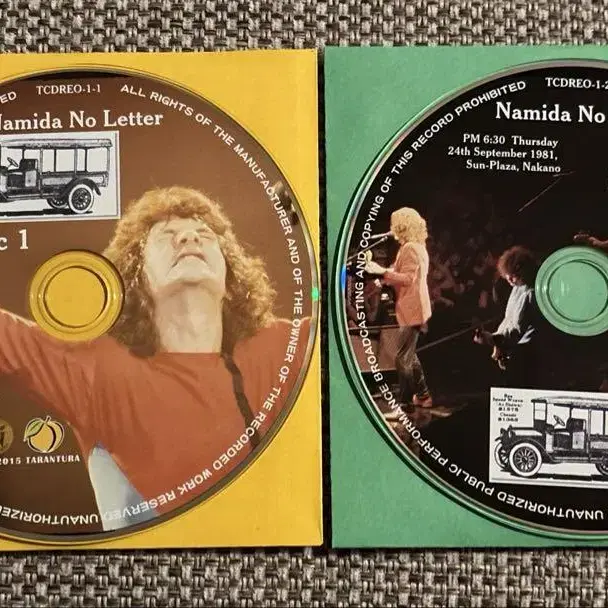 TCDREO-1-1
ALL RIGHTS OF THE MANUFACTURER AND OF THE OWNER OF THE RECORDED WORK RESERVED
UNAUTHORIZED
ED
Namida No Letter
c 1
2015 TARANTURA
TCDREO-1-2
UNAUTHORIZED PUBLIC PERFORMANCE BROADCASTING AND COPYING OF THIS RECORD PROHIBITED
Namida No
PM 6:30 Thursday
24th September 1981,
Sun-Plaza, Nakano